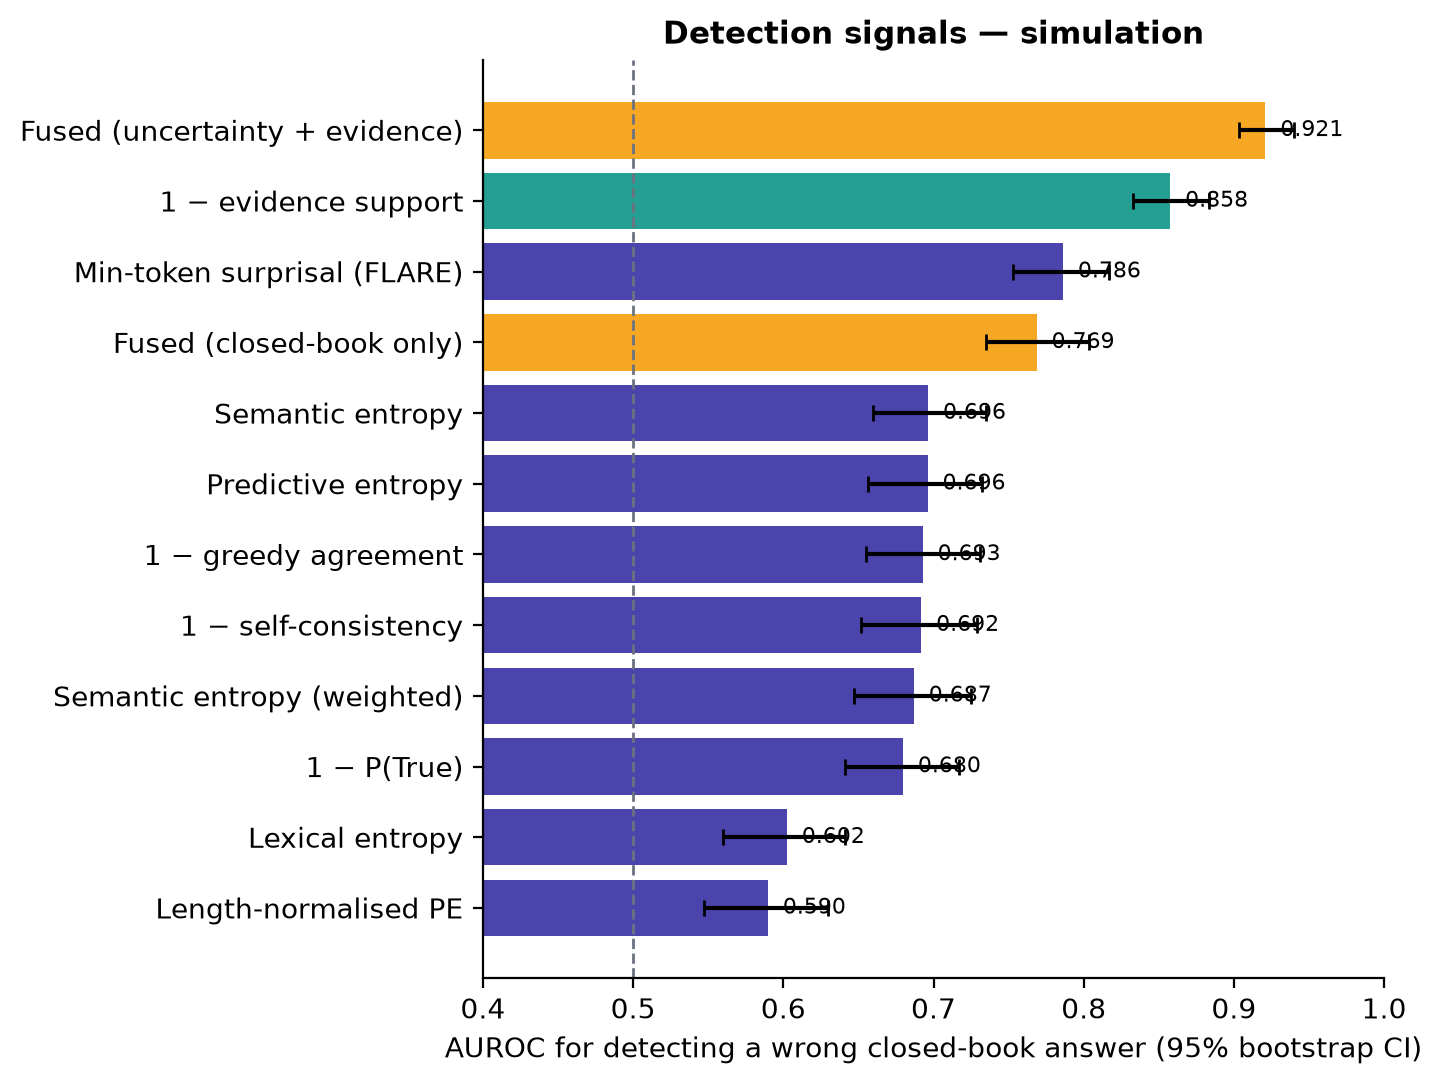 Detection signals — simulation
Fused (uncertainty + evidence) 0.921
1 − evidence support 0.858
Min-token surprisal (FLARE) 0.786
Fused (closed-book only) 0.769
Semantic entropy 0.696
Predictive entropy 0.696
1 − greedy agreement 0.693
1 − self-consistency 0.692
Semantic entropy (weighted) 0.687
1 − P(True) 0.680
Lexical entropy 0.602
Length-normalised PE 0.590
0.4 0.5 0.6 0.7 0.8 0.9 1.0
AUROC for detecting a wrong closed-book answer (95% bootstrap CI)